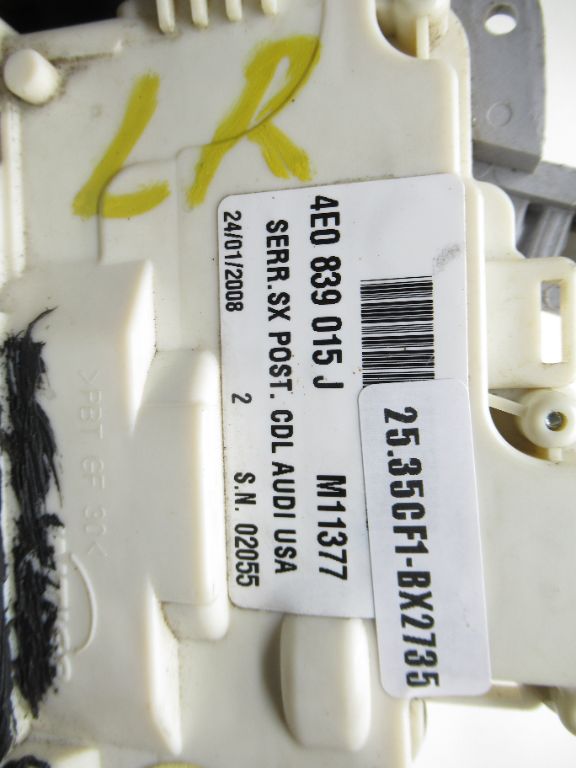 LR
4E0 839 015 J M11377
SERR.SX POST. CDL AUDI USA
24/01/2008 2 S.N. 02055
25.35CF1-BX2735
>PBT GF 30<